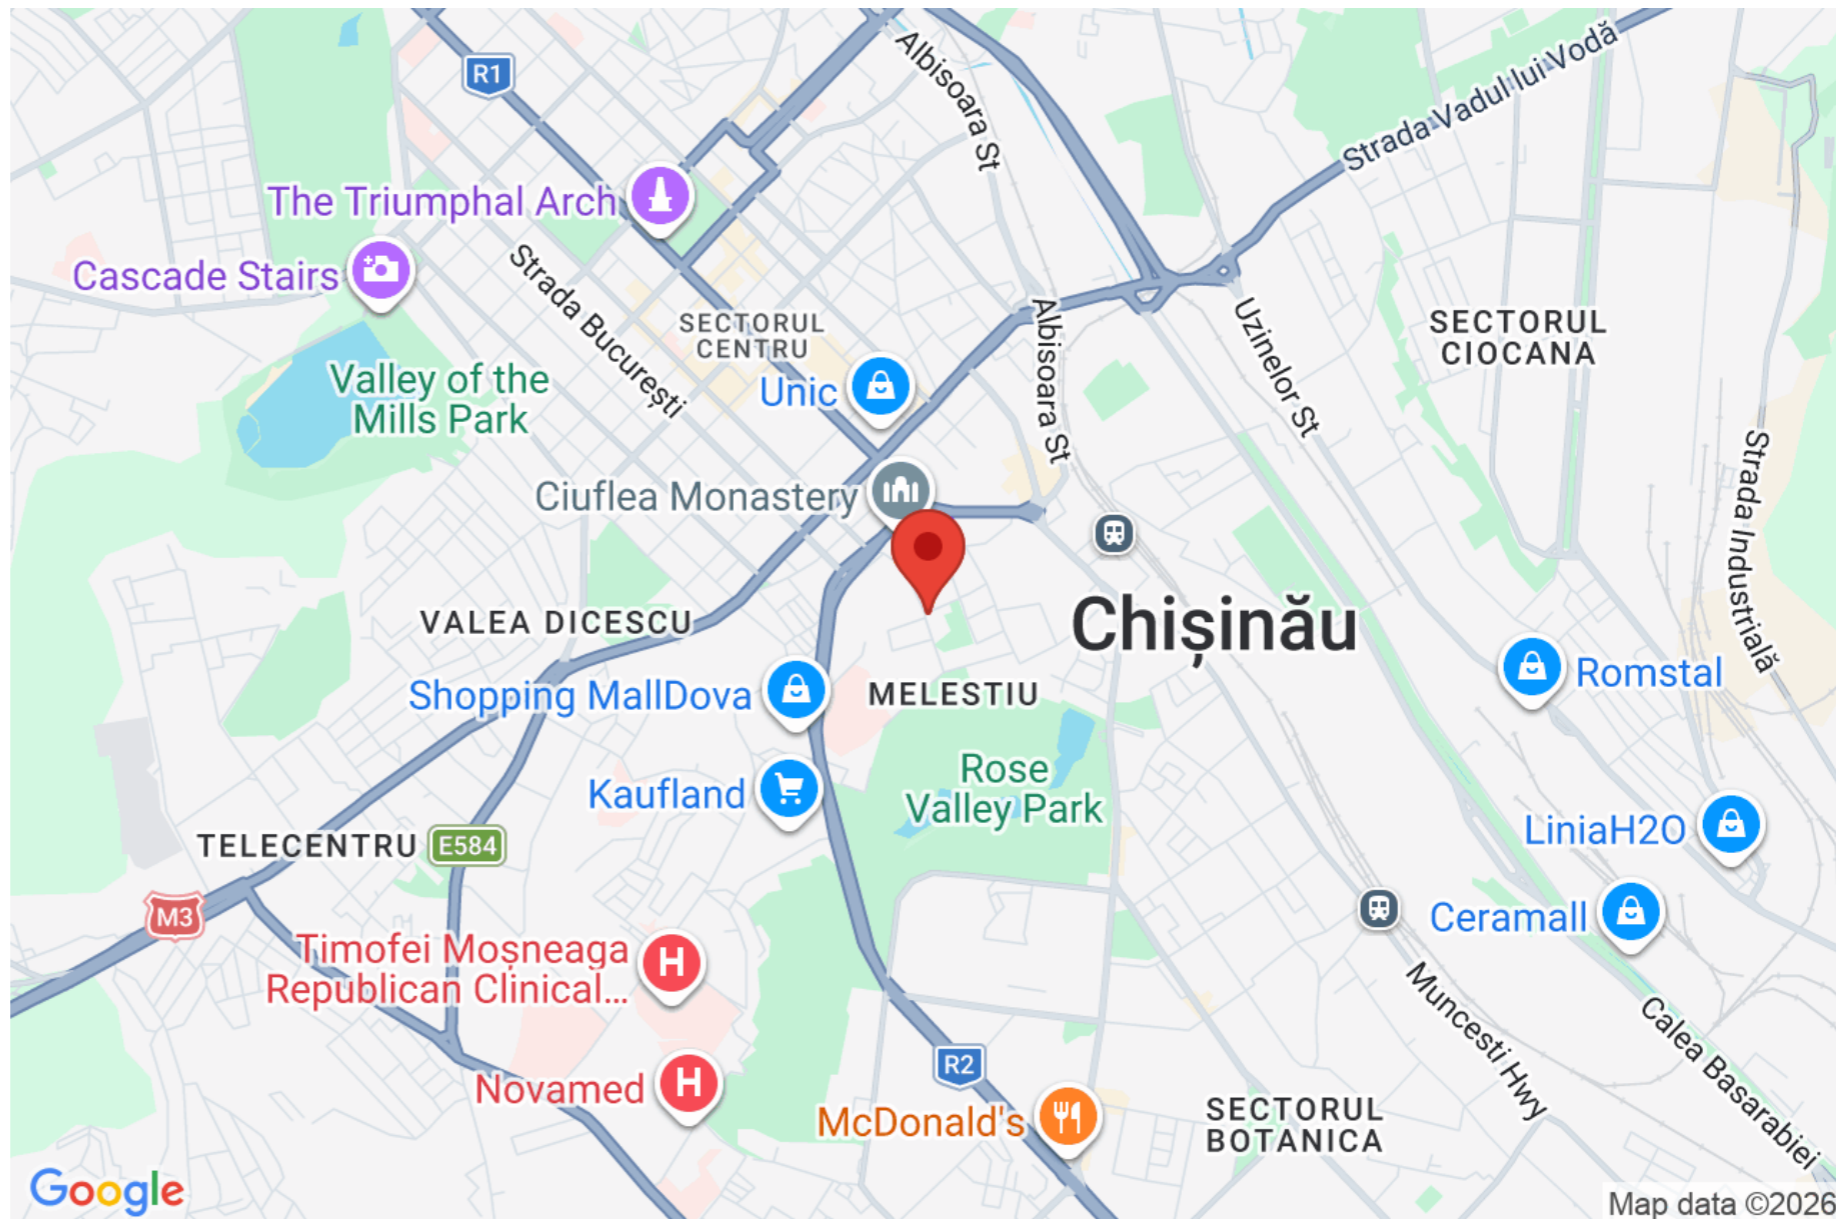 R1
Albisoara St
Strada Vadul lui Vodă
The Triumphal Arch
Cascade Stairs
Strada București
SECTORUL
CENTRU
Albisoara St
Uzinelor St
SECTORUL
CIOCANA
Valley of the
Mills Park
Unic
Strada Industrială
Ciuflea Monastery
VALEA DICESCU
Chișinău
Shopping MallDova
MELESTIU
Romstal
Kaufland
Rose
Valley Park
TELECENTRU
E584
LiniaH2O
M3
Ceramall
Timofei Moșneaga
Republican Clinical...
H
Muncesti Hwy
Calea Basarabiei
R2
Novamed
H
McDonald's
SECTORUL
BOTANICA
Google
Map data ©2026